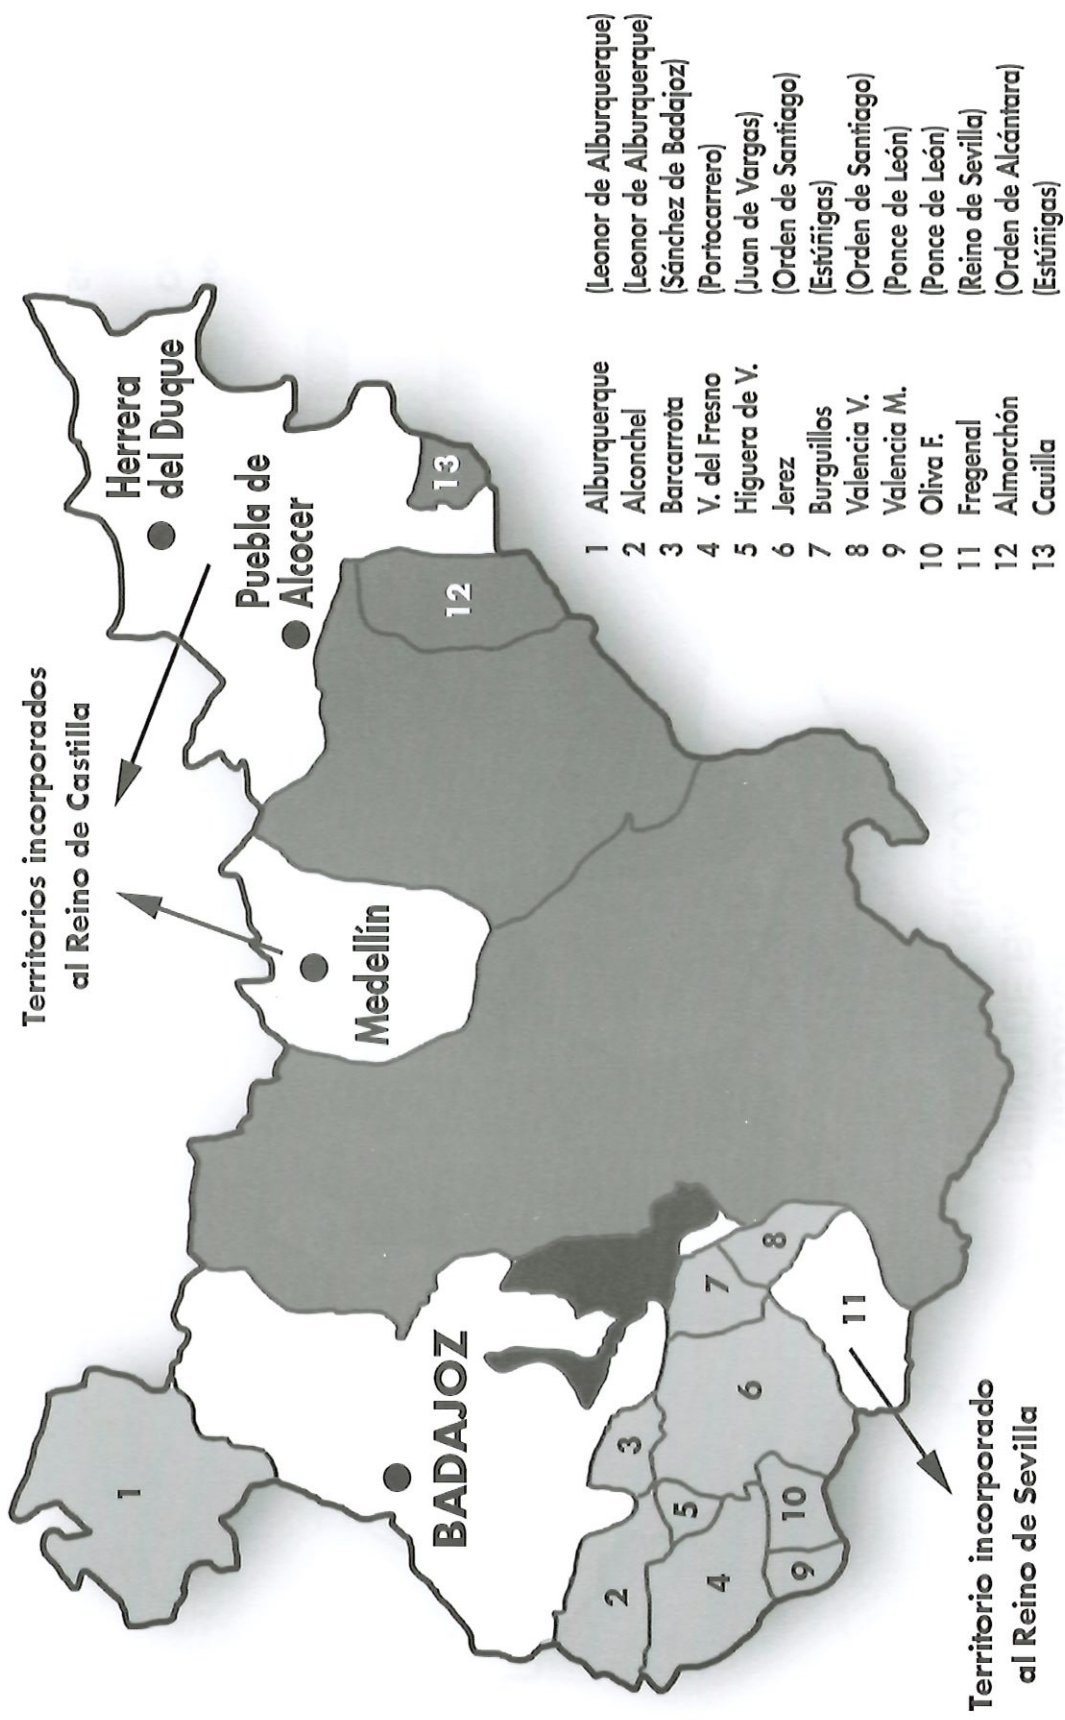 Territorios incorporados
al Reino de Castilla
Herrera
del Duque
Puebla de
Alcocer
Medellín
BADAJOZ
1
2
3
4
5
6
7
8
9
10
11
12
13
Territorio incorporado
al Reino de Sevilla
1 Alburquerque (Leonor de Alburquerque)
2 Alconchel (Leonor de Alburquerque)
3 Barcarrota (Sánchez de Badajoz)
4 V. del Fresno (Portocarrero)
5 Higuera de V. (Juan de Vargas)
6 Jerez (Orden de Santiago)
7 Burguillos (Estúñigas)
8 Valencia V. (Orden de Santiago)
9 Valencia M. (Ponce de León)
10 Oliva F. (Ponce de León)
11 Fregenal (Reino de Sevilla)
12 Almorchón (Orden de Alcántara)
13 Cauilla (Estúñigas)